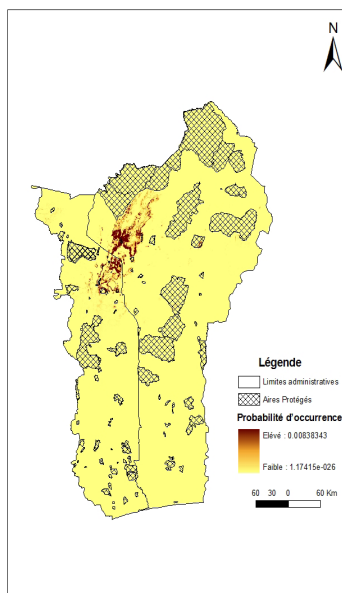 N
Légende
Limites administratives
Aires Protégés
Probabilité d'occurrence
Elévé : 0.00838343
Faible : 1.17415e-026
60 30 0 60 Km